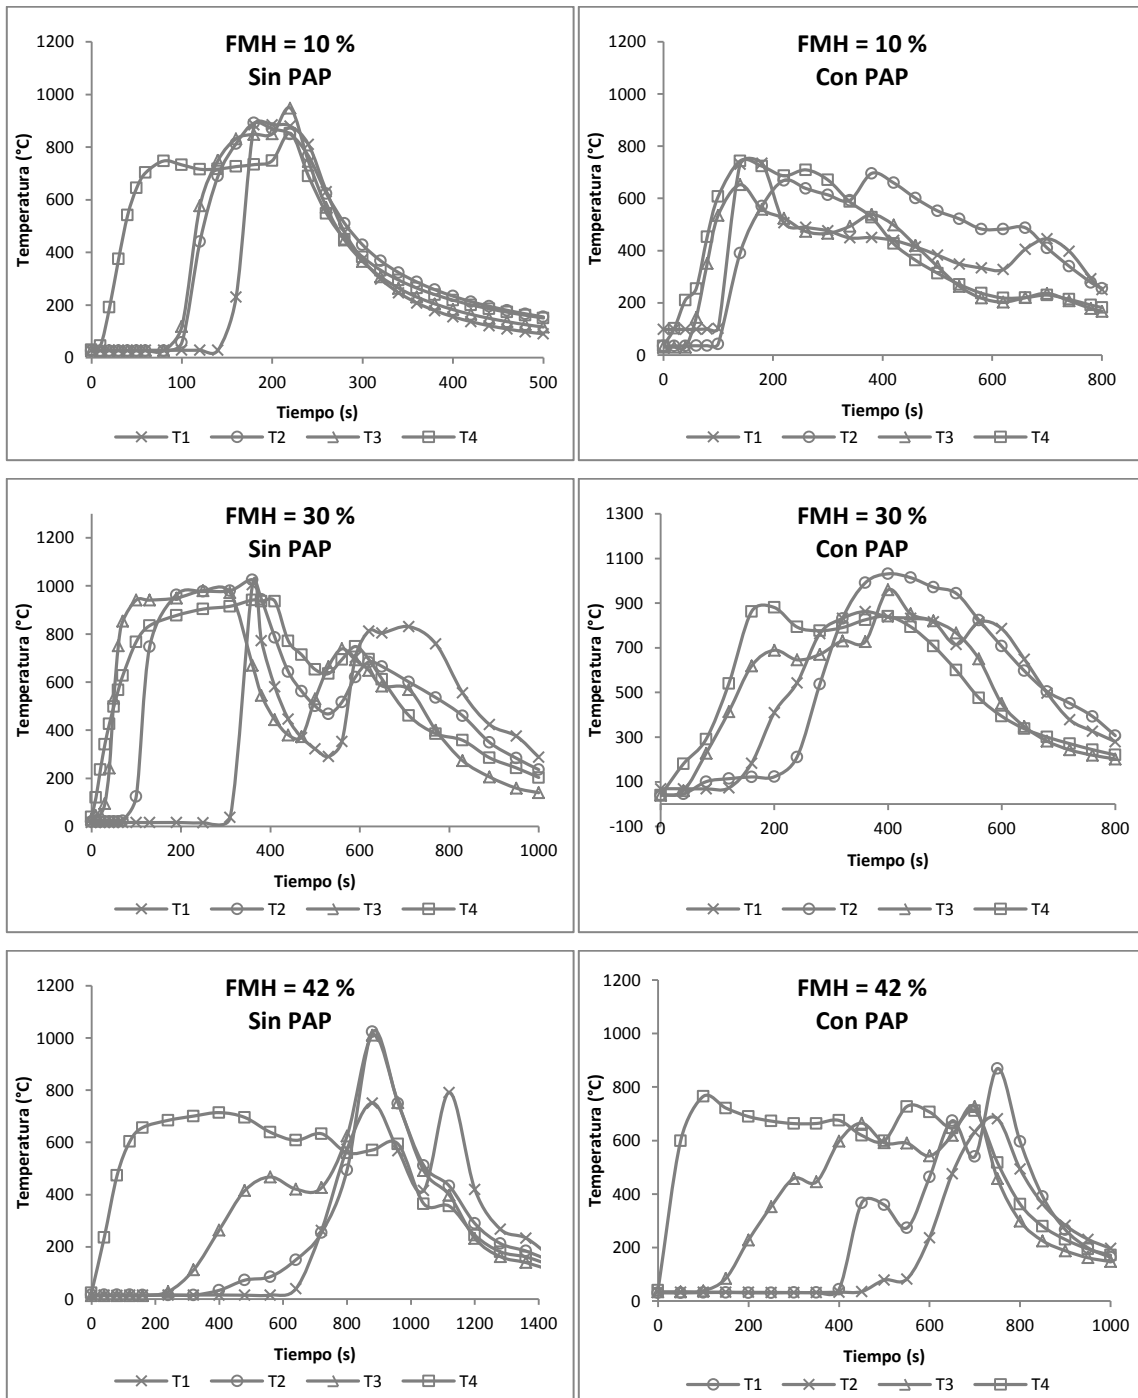 FMH = 10 %
Sin PAP
Temperatura (°C)
1200
1000
800
600
400
200
0
0 100 200 300 400 500
Tiempo (s)
T1 T2 T3 T4
FMH = 10 %
Con PAP
Temperatura (°C)
1200
1000
800
600
400
200
0
0 200 400 600 800
Tiempo (s)
T1 T2 T3 T4
FMH = 30 %
Sin PAP
Temperatura (°C)
1200
1000
800
600
400
200
0
0 200 400 600 800 1000
Tiempo (s)
T1 T2 T3 T4
FMH = 30 %
Con PAP
Temperatura (°C)
1300
1100
900
700
500
300
100
-100
0 200 400 600 800
Tiempo (s)
T1 T2 T3 T4
FMH = 42 %
Sin PAP
Temperatura (°C)
1200
1000
800
600
400
200
0
0 200 400 600 800 1000 1200 1400
Tiempo (s)
T1 T2 T3 T4
FMH = 42 %
Con PAP
Temperatura (°C)
1200
1000
800
600
400
200
0
0 200 400 600 800 1000
Tiempo (s)
T1 T2 T3 T4